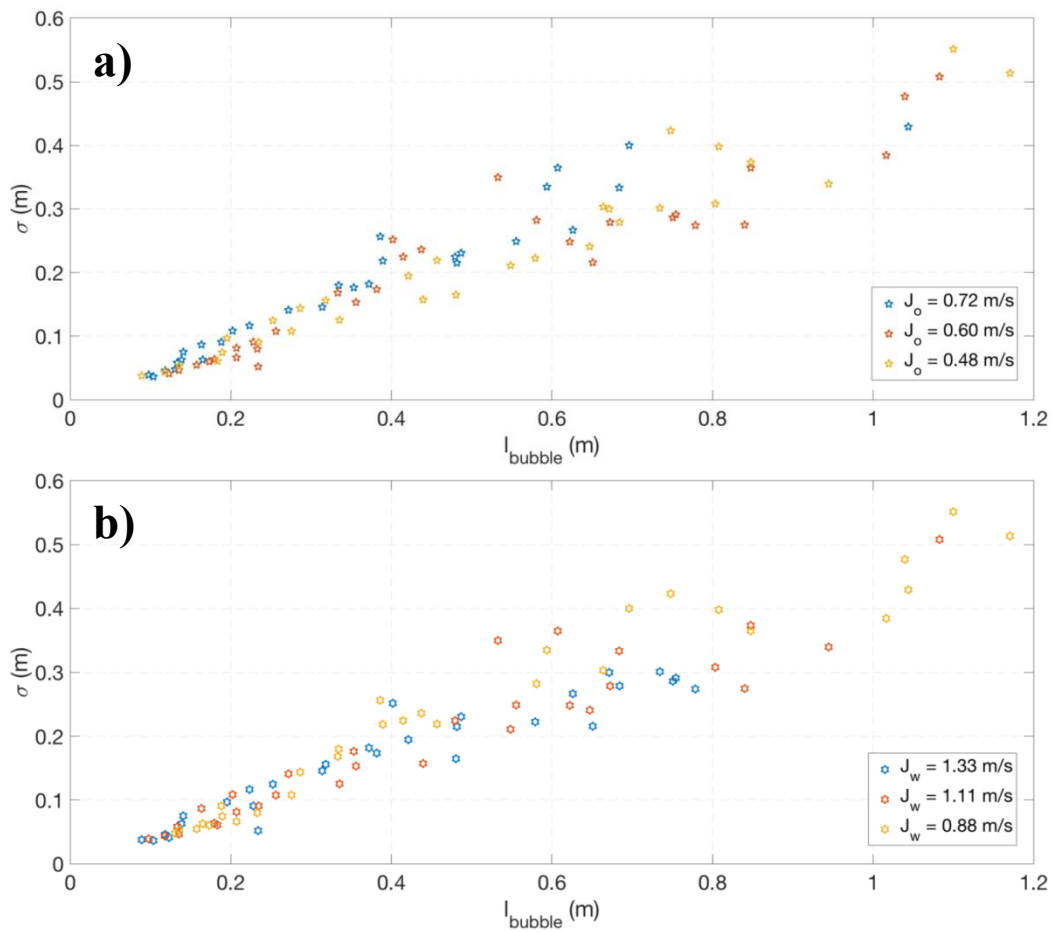 a)
0.6
0.5
0.4
0.3
0.2
0.1
0
σ (m)
0 0.2 0.4 0.6 0.8 1 1.2
l_bubble (m)
J_o = 0.72 m/s
J_o = 0.60 m/s
J_o = 0.48 m/s
b)
0.6
0.5
0.4
0.3
0.2
0.1
0
σ (m)
0 0.2 0.4 0.6 0.8 1 1.2
l_bubble (m)
J_w = 1.33 m/s
J_w = 1.11 m/s
J_w = 0.88 m/s